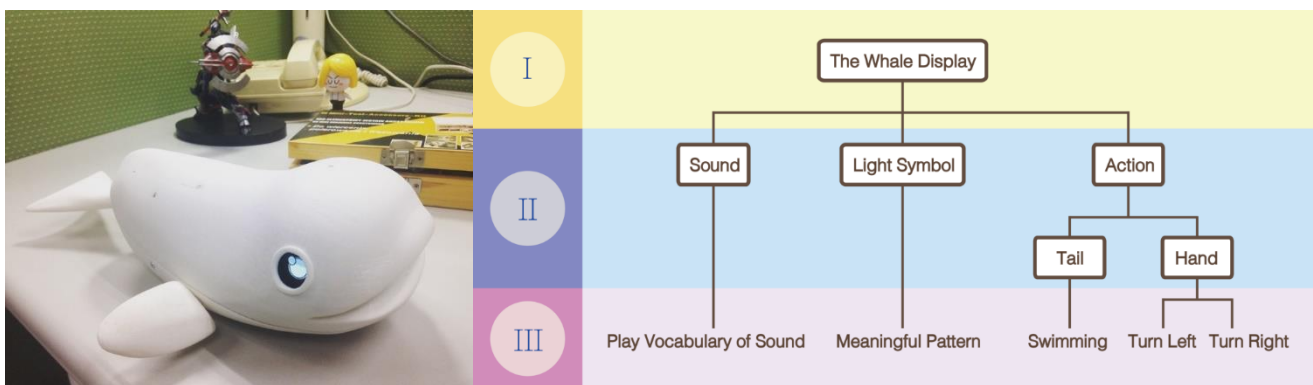 I
The Whale Display
II
Sound
Light Symbol
Action
Tail
Hand
III
Play Vocabulary of Sound
Meaningful Pattern
Swimming
Turn Left
Turn Right